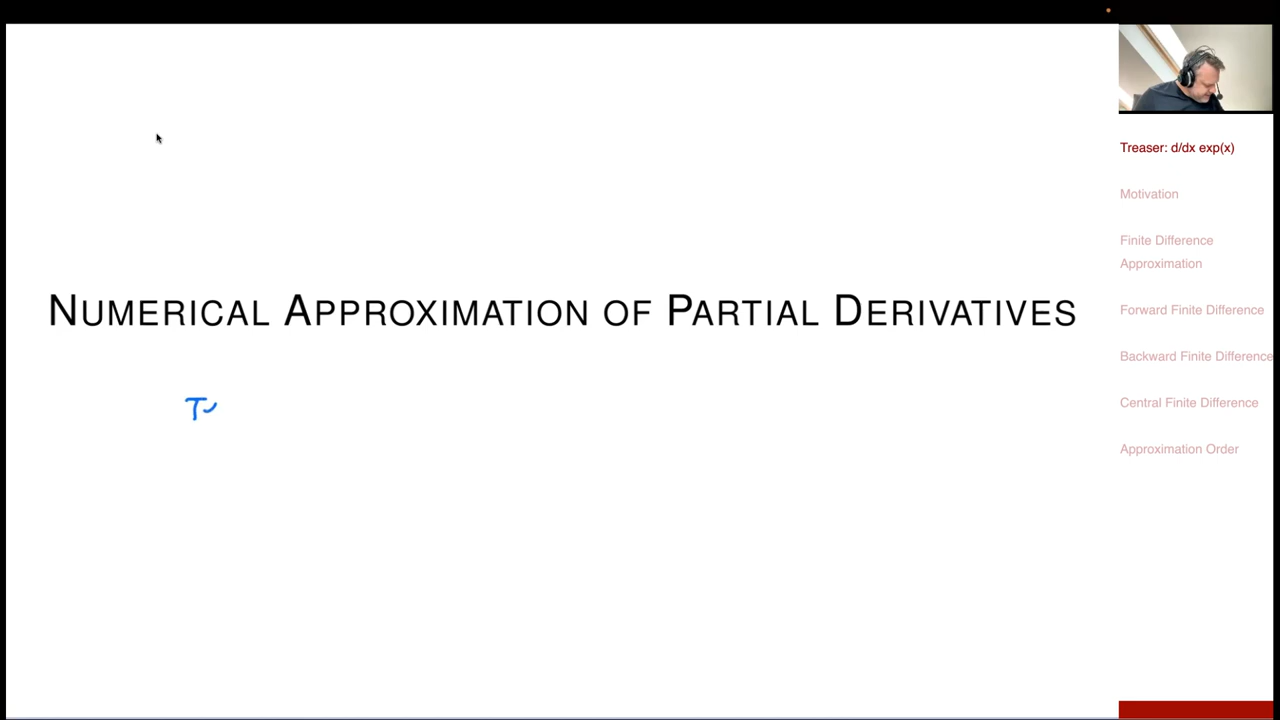 NUMERICAL APPROXIMATION OF PARTIAL DERIVATIVES
Treaser: d/dx exp(x)
Motivation
Finite Difference
Approximation
Forward Finite Difference
Backward Finite Difference
Central Finite Difference
Approximation Order